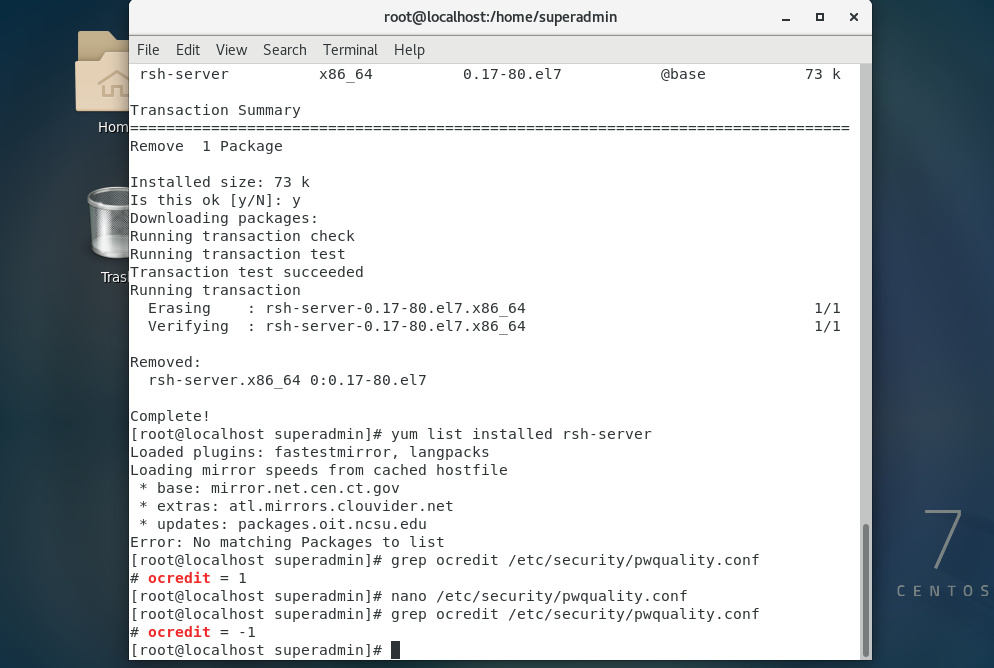 root@localhost:/home/superadmin
File Edit View Search Terminal Help
rsh-server x86_64 0.17-80.el7 @base 73 k
Transaction Summary
================================================================================
Remove  1 Package
Installed size: 73 k
Is this ok [y/N]: y
Downloading packages:
Running transaction check
Running transaction test
Transaction test succeeded
Running transaction
  Erasing    : rsh-server-0.17-80.el7.x86_64 1/1
  Verifying  : rsh-server-0.17-80.el7.x86_64 1/1
Removed:
  rsh-server.x86_64 0:0.17-80.el7
Complete!
[root@localhost superadmin]# yum list installed rsh-server
Loaded plugins: fastestmirror, langpacks
Loading mirror speeds from cached hostfile
 * base: mirror.net.cen.ct.gov
 * extras: atl.mirrors.clouvider.net
 * updates: packages.oit.ncsu.edu
Error: No matching Packages to list
[root@localhost superadmin]# grep ocredit /etc/security/pwquality.conf
# ocredit = 1
[root@localhost superadmin]# nano /etc/security/pwquality.conf
[root@localhost superadmin]# grep ocredit /etc/security/pwquality.conf
# ocredit = -1
[root@localhost superadmin]#
Hom
Tras
7
CENTOS